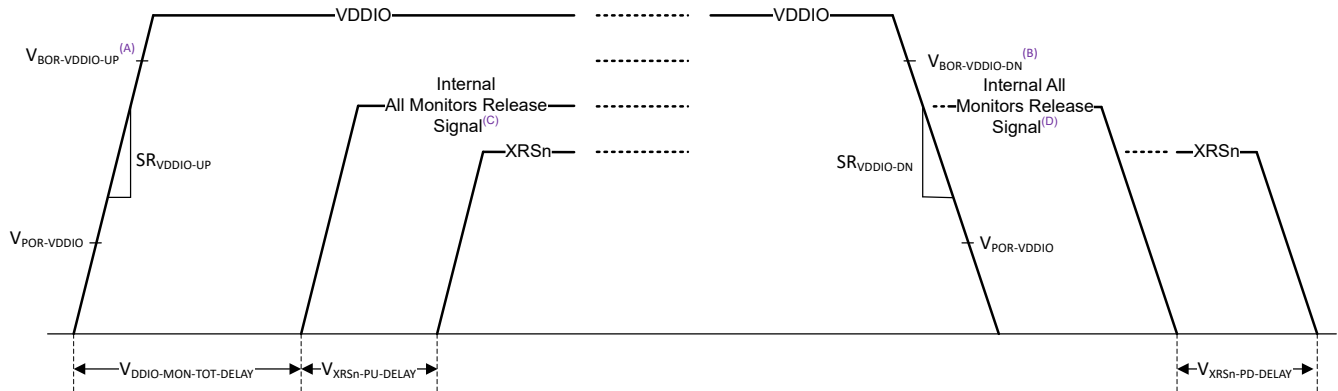 VDDIO
VDDIO
VBOR-VDDIO-UP(A)
VBOR-VDDIO-DN(B)
Internal
All Monitors Release
Signal(C)
Internal All
Monitors Release
Signal(D)
XRSn
XRSn
SRVDDIO-UP
SRVDDIO-DN
VPOR-VDDIO
VPOR-VDDIO
VDDIO-MON-TOT-DELAY
VXRSn-PU-DELAY
VXRSn-PD-DELAY